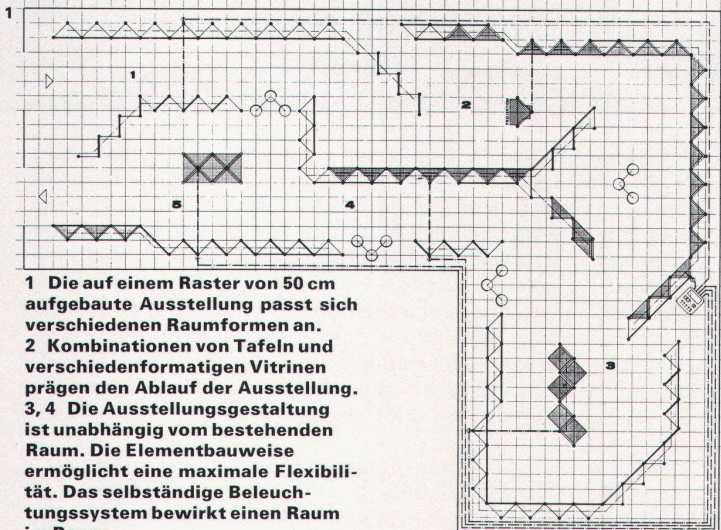 1
1
2
5
4
3
1 Die auf einem Raster von 50 cm
aufgebaute Ausstellung passt sich
verschiedenen Raumformen an.
2 Kombinationen von Tafeln und
verschiedenformatigen Vitrinen
prägen den Ablauf der Ausstellung.
3, 4 Die Ausstellungsgestaltung
ist unabhängig vom bestehenden
Raum. Die Elementbauweise
ermöglicht eine maximale Flexibili-
tät. Das selbständige Beleuch-
tungssystem bewirkt einen Raum